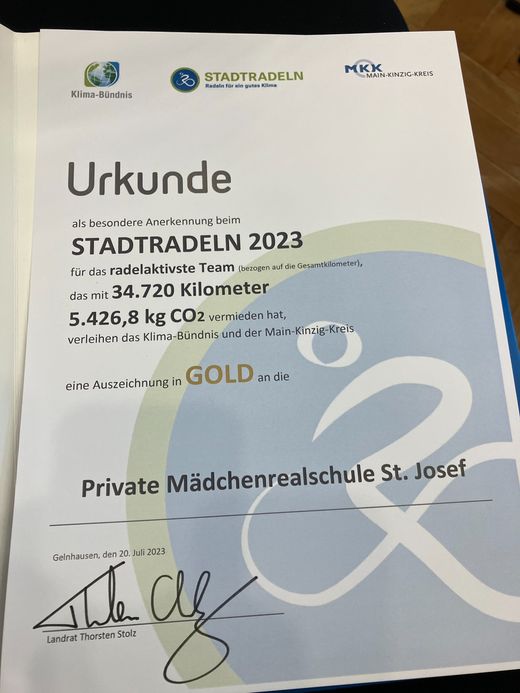 Klima-Bündnis
STADTRADELN
Radeln für ein gutes Klima
MKK
MAIN-KINZIG-KREIS
Urkunde
als besondere Anerkennung beim
STADTRADELN 2023
für das radelaktivste Team (bezogen auf die Gesamtkilometer),
das mit 34.720 Kilometer
5.426,8 kg CO2 vermieden hat,
verleihen das Klima-Bündnis und der Main-Kinzig-Kreis
eine Auszeichnung in GOLD an die
Private Mädchenrealschule St. Josef
Gelnhausen, den 20. Juli 2023
Landrat Thorsten Stolz